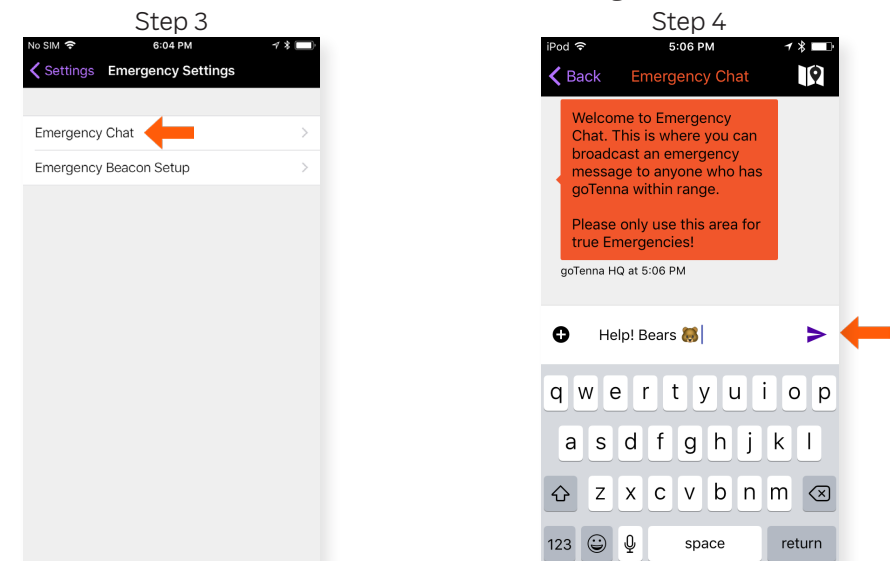 Step 3
No SIM 6:04 PM
Settings Emergency Settings
Emergency Chat
Emergency Beacon Setup
Step 4
iPod 5:06 PM
Back Emergency Chat
Welcome to Emergency
Chat. This is where you can
broadcast an emergency
message to anyone who has
goTenna within range.
Please only use this area for
true Emergencies!
goTenna HQ at 5:06 PM
Help! Bears 🐻
q w e r t y u i o p
a s d f g h j k l
z x c v b n m
123 space return